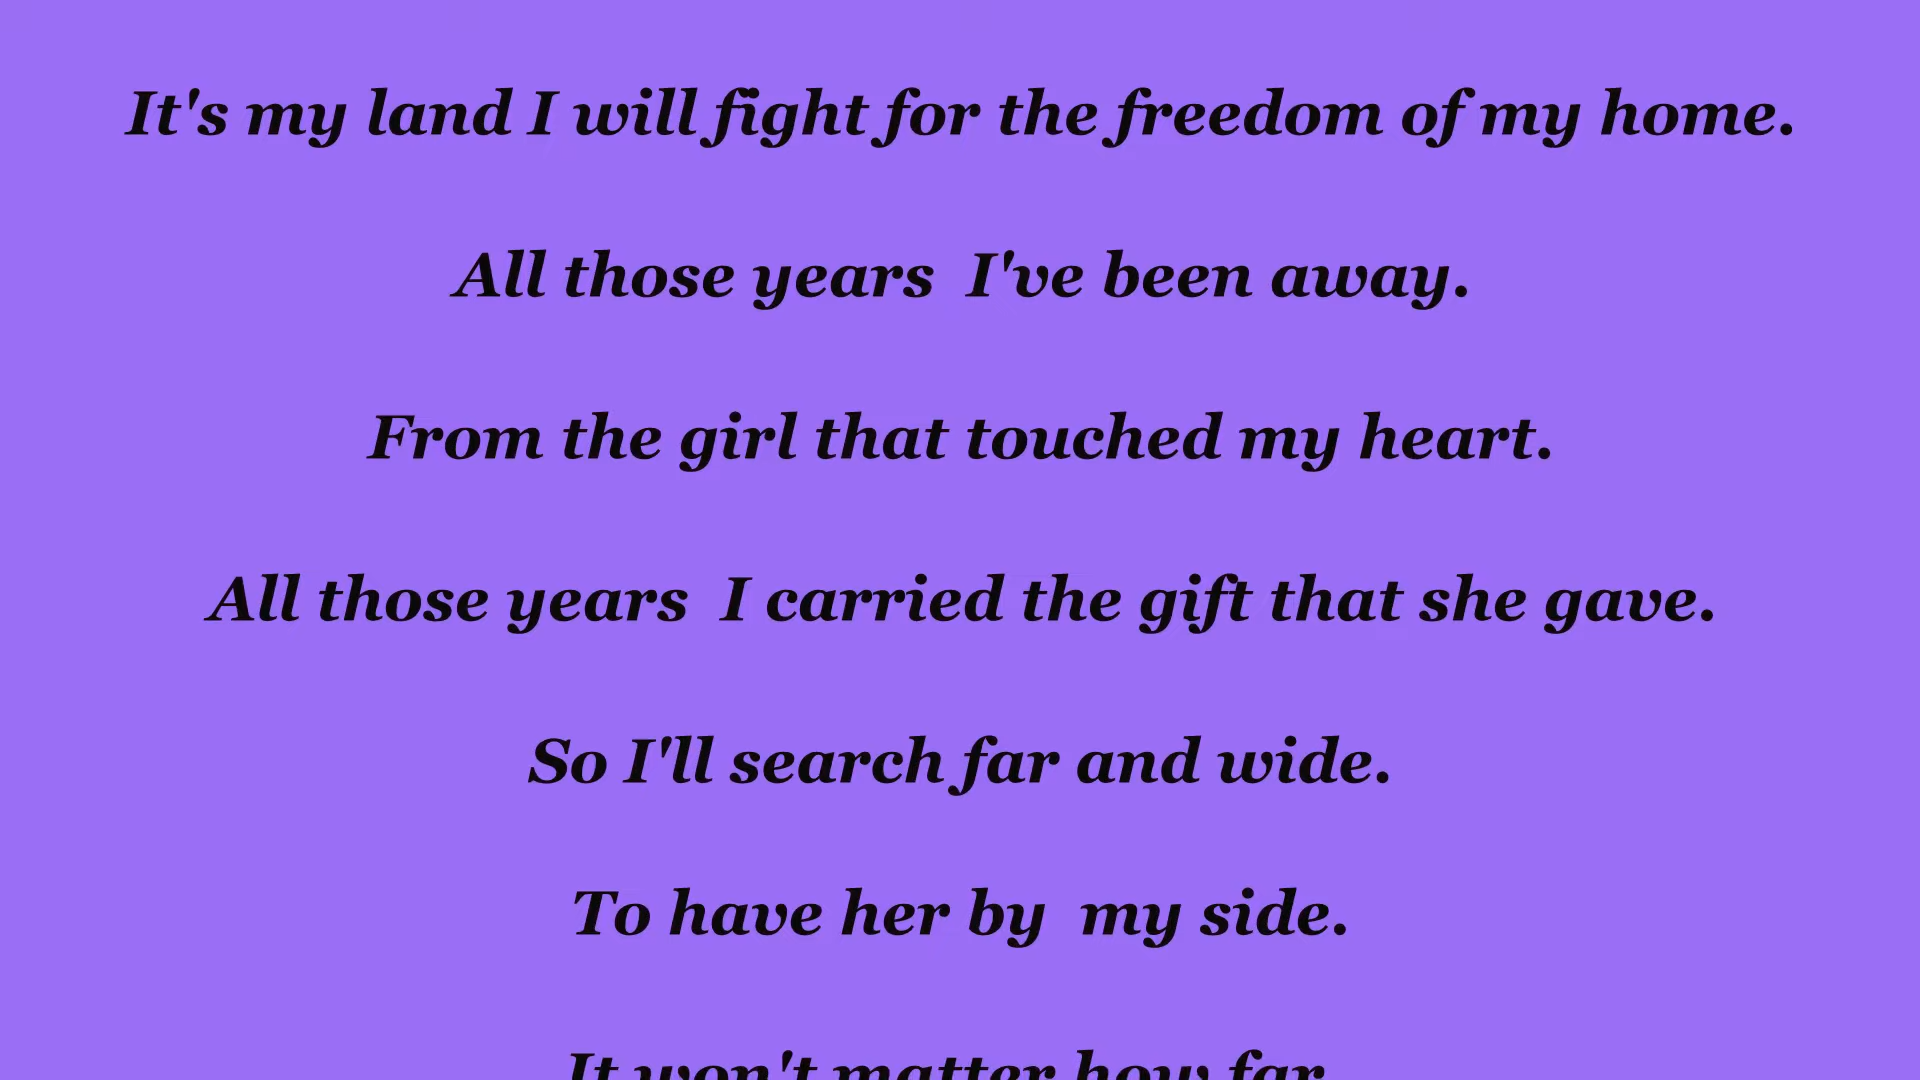 It's my land I will fight for the freedom of my home.
All those years  I've been away.
From the girl that touched my heart.
All those years  I carried the gift that she gave.
So I'll search far and wide.
To have her by  my side.
It won't matter how far